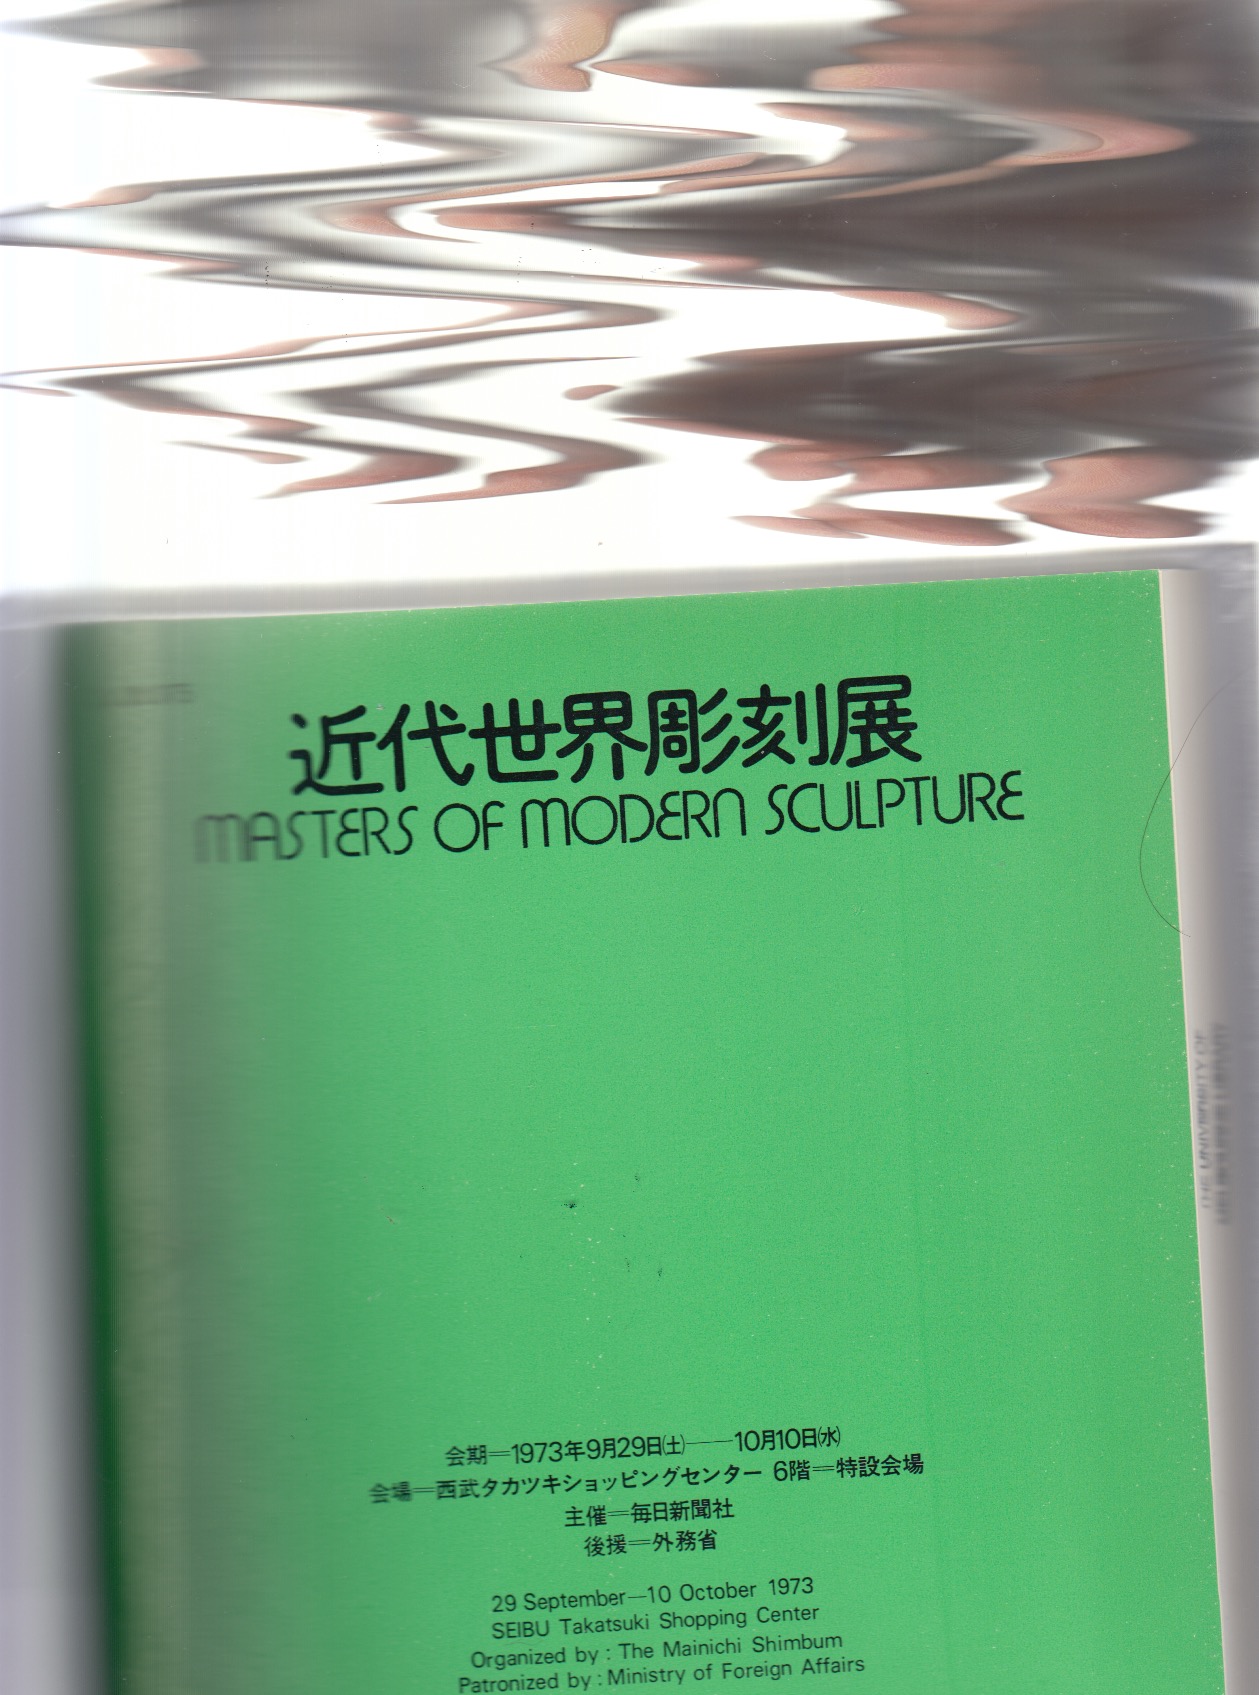 近代世界彫刻展
MASTERS OF MODERN SCULPTURE
会期=1973年9月29日(土)——10月10日(水)
会場=西武タカツキショッピングセンター 6階=特設会場
主催=毎日新聞社
後援=外務省
29 September—10 October 1973
SEIBU Takatsuki Shopping Center
Organized by : The Mainichi Shimbum
Patronized by : Ministry of Foreign Affairs
THE UNIVERSITY OF